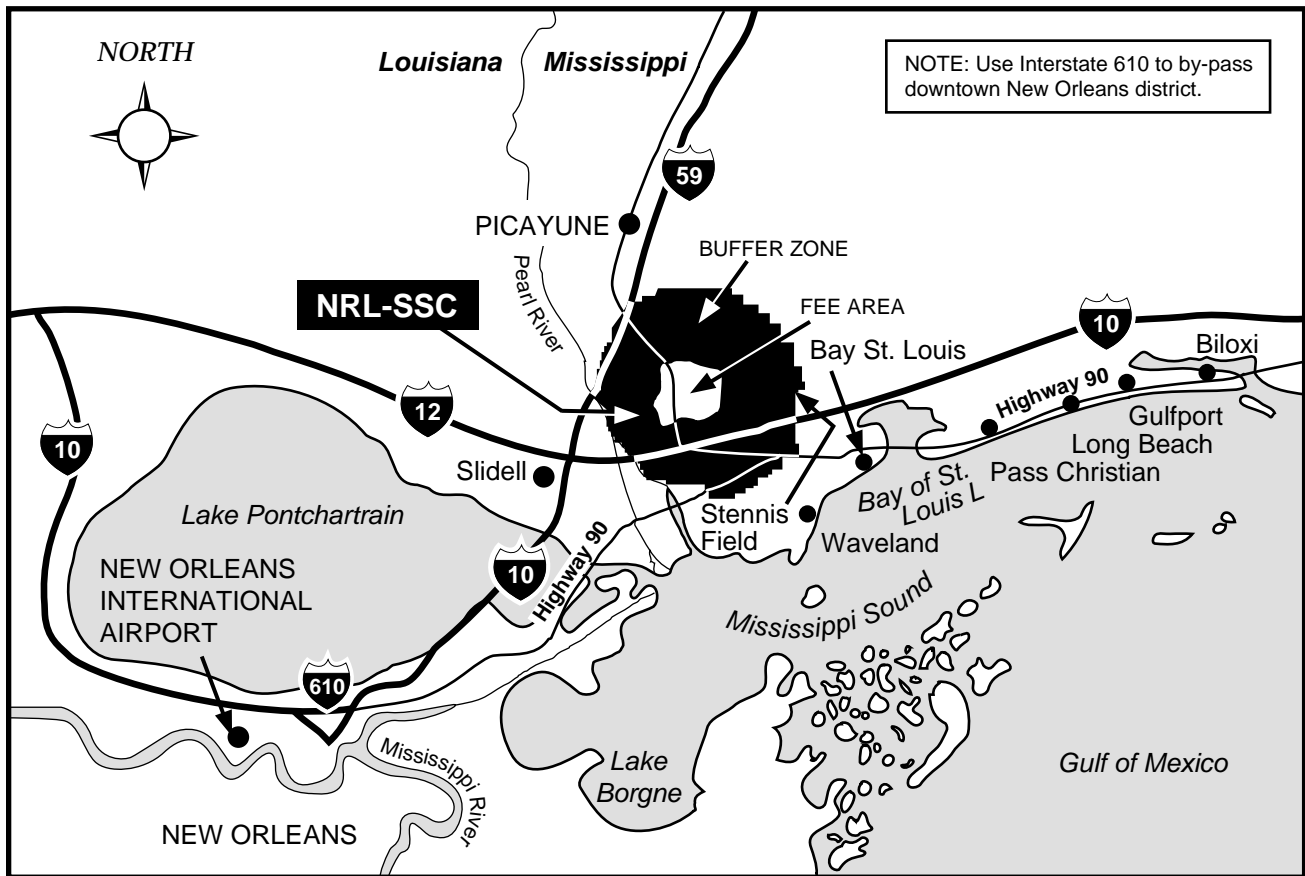 NORTH
Louisiana Mississippi
NOTE: Use Interstate 610 to by-pass
downtown New Orleans district.
59
PICAYUNE
BUFFER ZONE
Pearl River
NRL-SSC
FEE AREA
10
Bay St. Louis
Biloxi
Highway 90
12
10
Gulfport
Long Beach
Slidell
Pass Christian
Bay of St.
Louis L
Lake Pontchartrain
Stennis
Field
Waveland
10
Highway 90
NEW ORLEANS
INTERNATIONAL
AIRPORT
Mississippi Sound
610
Mississippi River
Lake
Borgne
Gulf of Mexico
NEW ORLEANS